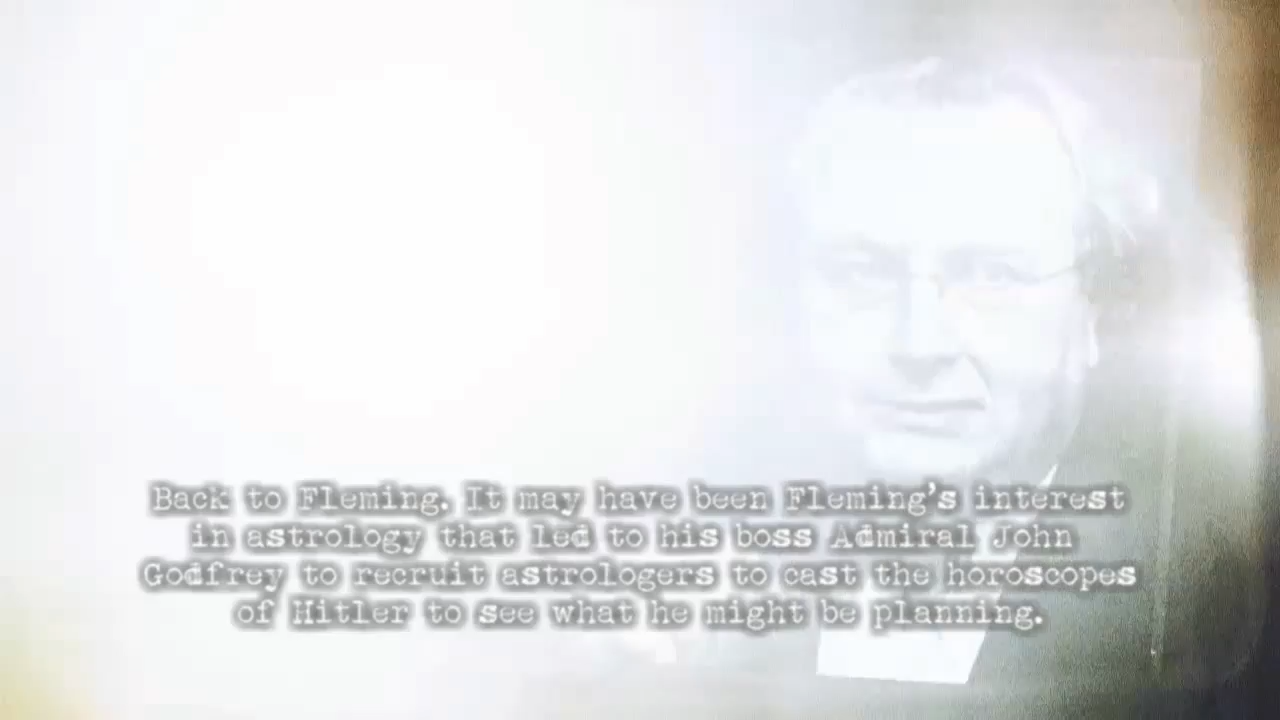 Back to Fleming. It may have been Fleming's interest
in astrology that led to his boss Admiral John
Godfrey to recruit astrologers to cast the horoscopes
of Hitler to see what he might be planning.